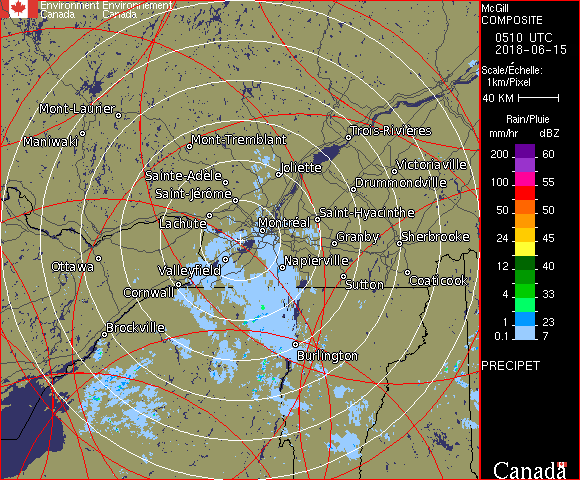 Environment Environnement
Canada Canada
Mont-Laurier
Maniwaki
Mont-Tremblant
Trois-Rivières
Joliette
Victoriaville
Sainte-Adèle
Drummondville
Saint-Jérôme
Saint-Hyacinthe
Lachute
Montréal
Granby
Sherbrooke
Ottawa
Valleyfield
Napierville
Cornwall
Sutton
Coaticook
Brockville
Burlington
McGill
COMPOSITE
0510 UTC
2018-06-15
Scale/Échelle:
1km/Pixel
40 KM
Rain/Pluie
mm/hr dBZ
200 60
100 55
50 50
24 45
12 40
4 33
1 23
0.1 7
PRECIPET
Canada